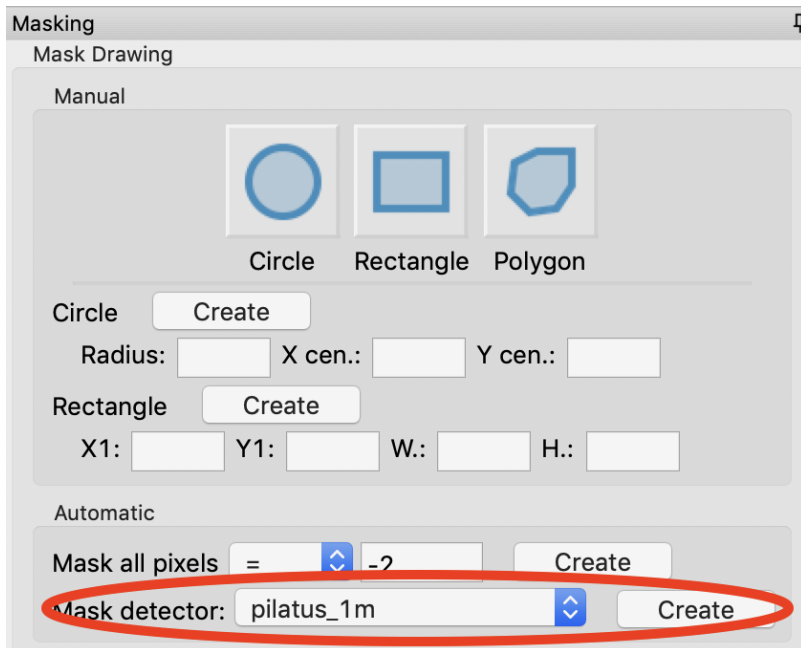 Masking
Mask Drawing
Manual
Circle Rectangle Polygon
Circle Create
Radius: X cen.: Y cen.:
Rectangle Create
X1: Y1: W.: H.:
Automatic
Mask all pixels = -2 Create
Mask detector: pilatus_1m Create